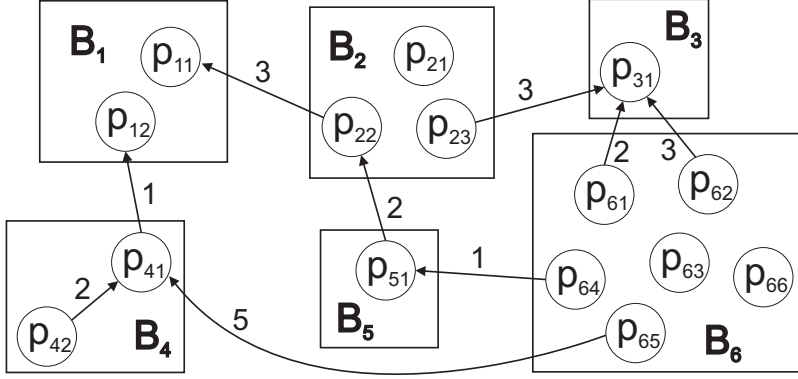 B₁
p₁₁
p₁₂
3
B₂
p₂₁
p₂₂
p₂₃
3
B₃
p₃₁
1
2
2
3
p₆₁
p₆₂
p₄₁
2
p₄₂
B₄
5
p₅₁
B₅
1
p₆₄
p₆₃
p₆₆
p₆₅
B₆